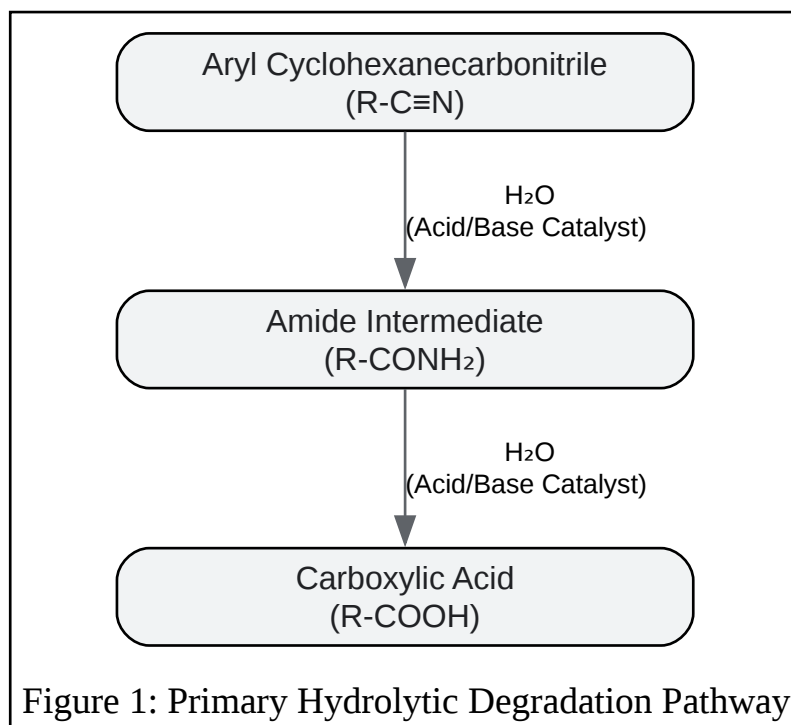 Aryl Cyclohexanecarbonitrile
(R-C≡N)
H₂O
(Acid/Base Catalyst)
Amide Intermediate
(R-CONH₂)
H₂O
(Acid/Base Catalyst)
Carboxylic Acid
(R-COOH)
Figure 1: Primary Hydrolytic Degradation Pathway